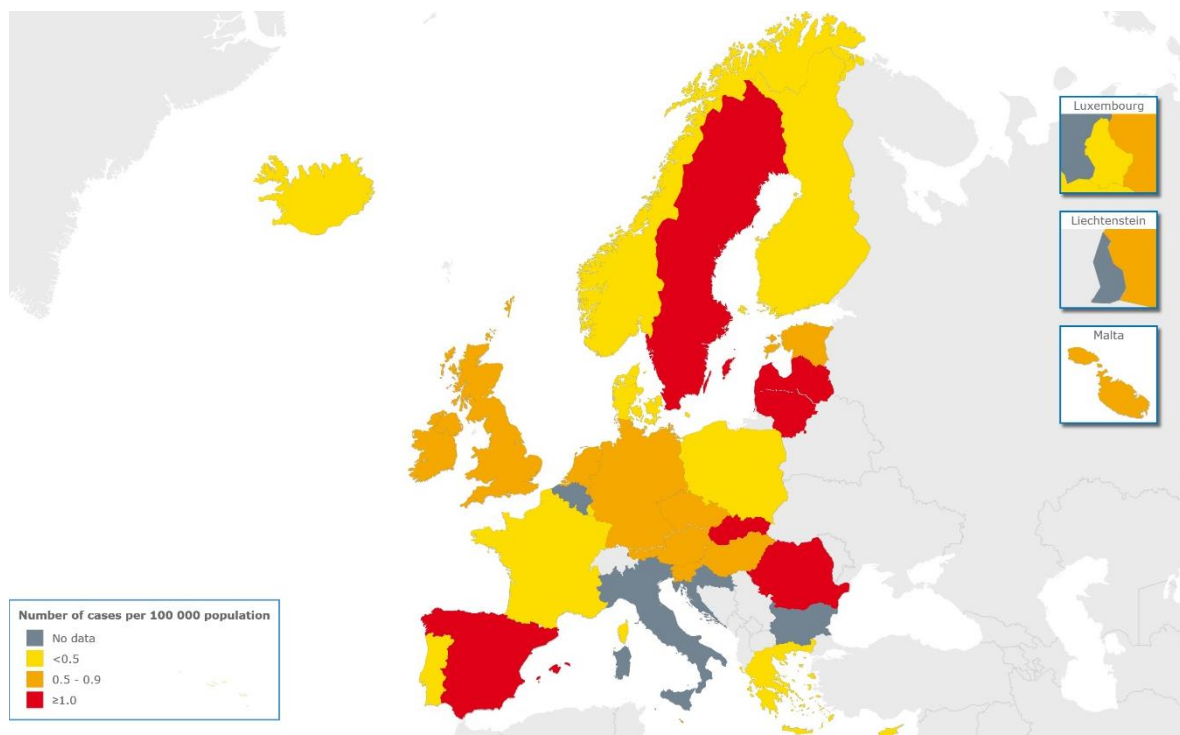 Luxembourg
Liechtenstein
Malta
Number of cases per 100 000 population
No data
<0.5
0.5 - 0.9
≥1.0